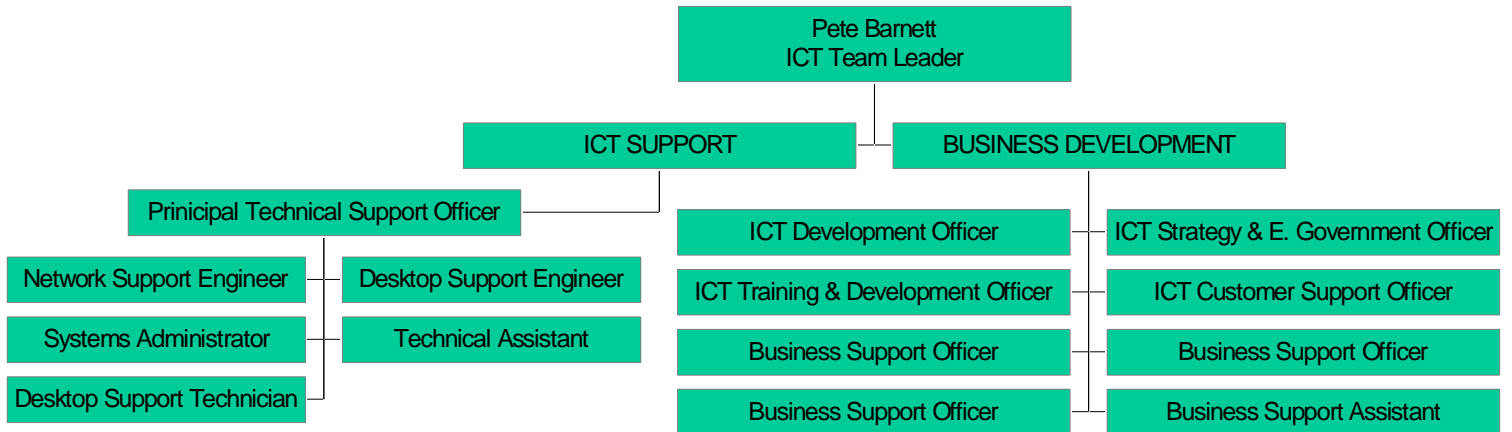 Pete Barnett
ICT Team Leader
ICT SUPPORT
BUSINESS DEVELOPMENT
Prinicipal Technical Support Officer
Network Support Engineer
Desktop Support Engineer
Systems Administrator
Technical Assistant
Desktop Support Technician
ICT Development Officer
ICT Strategy & E. Government Officer
ICT Training & Development Officer
ICT Customer Support Officer
Business Support Officer
Business Support Officer
Business Support Officer
Business Support Assistant